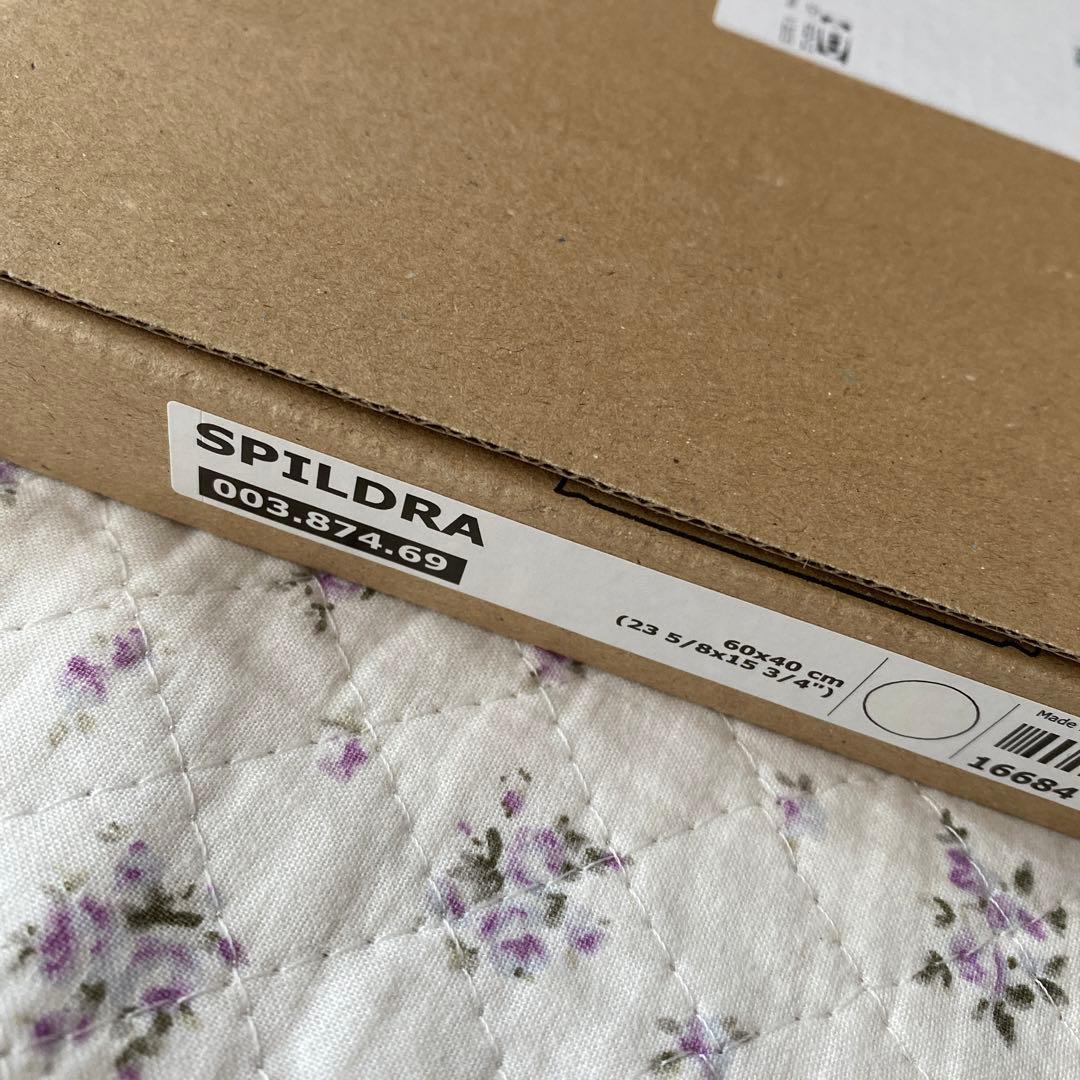 SPILDRA
003.874.69
60x40 cm
(23 5/8x15 3/4")
Made
16684